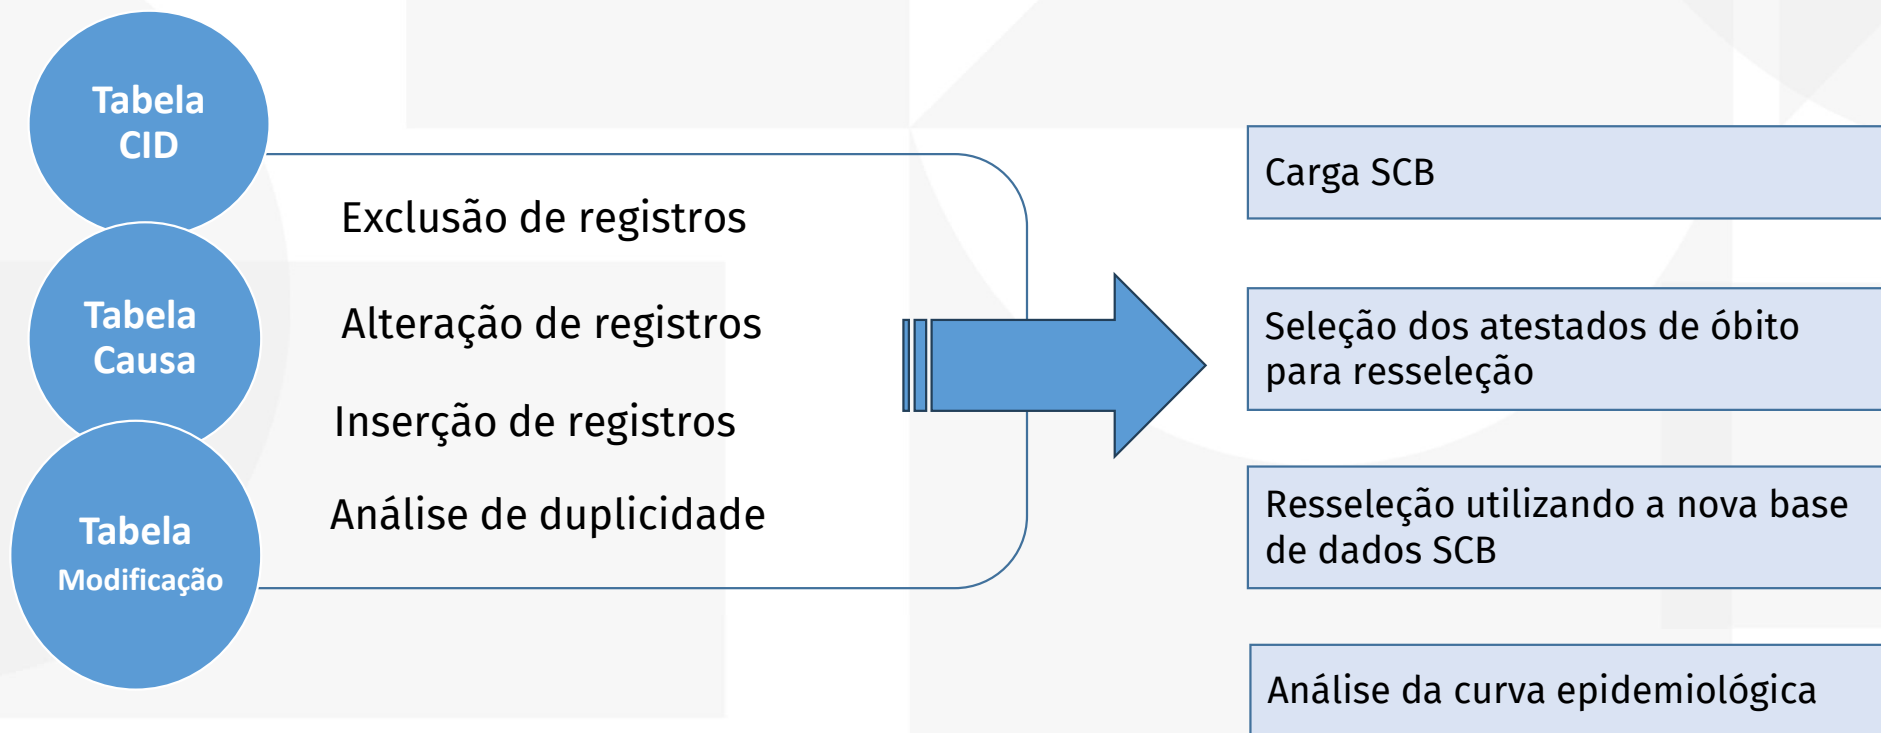 Tabela
CID
Tabela
Causa
Tabela
Modificação
Exclusão de registros
Alteração de registros
Inserção de registros
Análise de duplicidade
Carga SCB
Seleção dos atestados de óbito
para resseleção
Resseleção utilizando a nova base
de dados SCB
Análise da curva epidemiológica